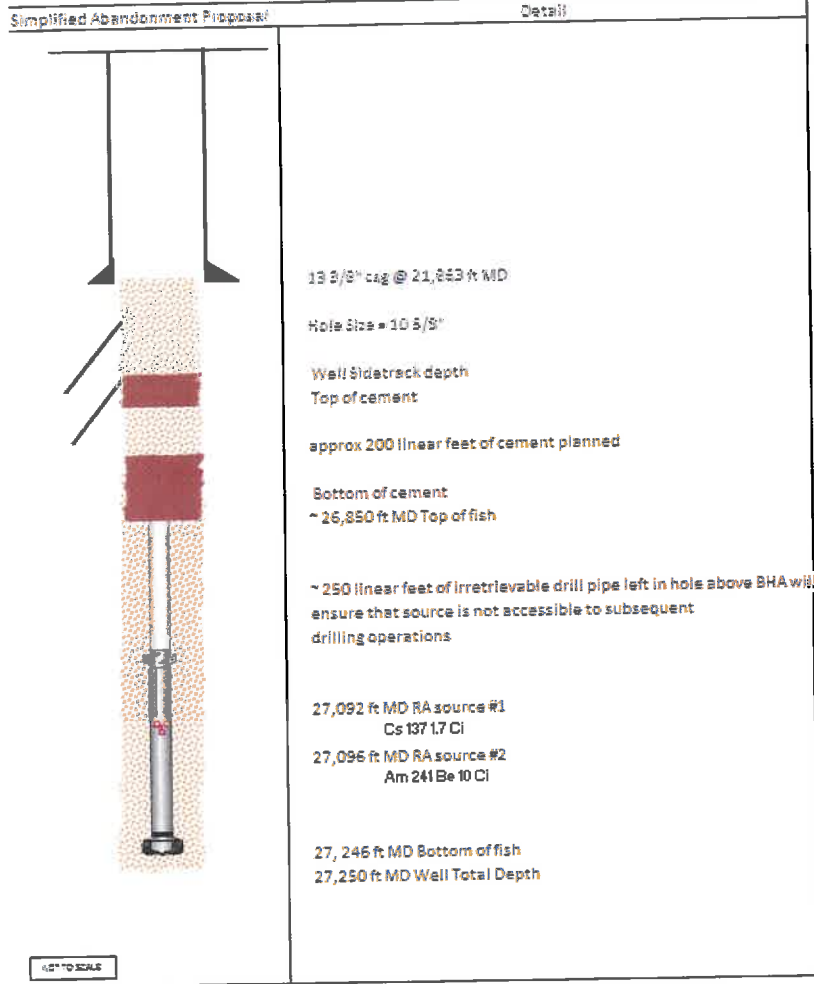 Simplified Abandonment Proposal
Detail
13 3/8" csg @ 21,863 ft MD
Hole Size = 10 5/8"
Well Sidetrack depth
Top of cement
approx 200 linear feet of cement planned
Bottom of cement
~ 26,850 ft MD Top of fish
~ 250 linear feet of irretrievable drill pipe left in hole above BHA will
ensure that source is not accessible to subsequent
drilling operations
27,092 ft MD RA source #1
Cs 137 1.7 Ci
27,096 ft MD RA source #2
Am 241 Be 10 Ci
27, 246 ft MD Bottom of fish
27,250 ft MD Well Total Depth
NOT TO SCALE